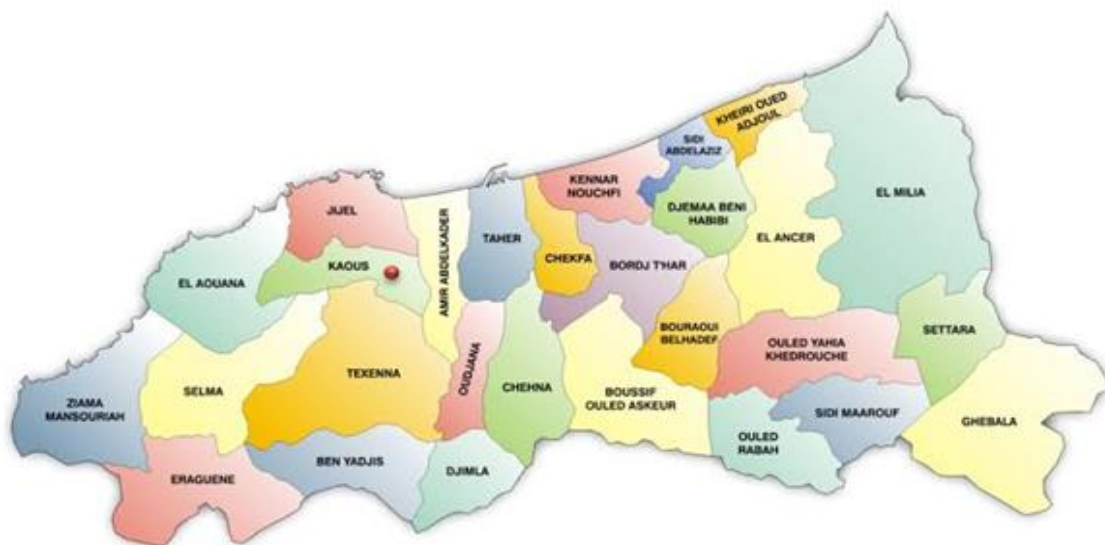 KHEIRI OUED
ADJOUL
SIDI
ABDELAZIZ
KENNAR
NOUCHFI
EL MILIA
JIJEL
DJEMAA BENI
HABIBI
AMIR ABDELKADER
TAHER
EL ANCER
CHEKFA
BORDJ T'HAR
KAOUS
EL AOUANA
BOURAOUI
BELHADEF
SETTARA
OULED YAHIA
KHEDROUCHE
OUDJANA
TEXENNA
CHEHNA
SELMA
BOUSSIF
OULED ASKEUR
ZIAMA
MANSOURIAH
SIDI MAAROUF
GHEBALA
OULED
RABAH
BEN YADJIS
DJIMLA
ERAGUENE